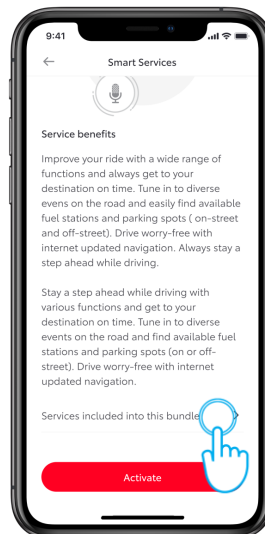 9:41
Smart Services
Service benefits
Improve your ride with a wide range of
functions and always get to your
destination on time. Tune in to diverse
evens on the road and easily find available
fuel stations and parking spots ( on-street
and off-street). Drive worry-free with
internet updated navigation. Always stay a
step ahead while driving.
Stay a step ahead while driving with
various functions and get to your
destination on time. Tune in to diverse
events on the road and find available fuel
stations and parking spots (on or off-
street). Drive worry-free with internet
updated navigation.
Services included into this bundle
Activate